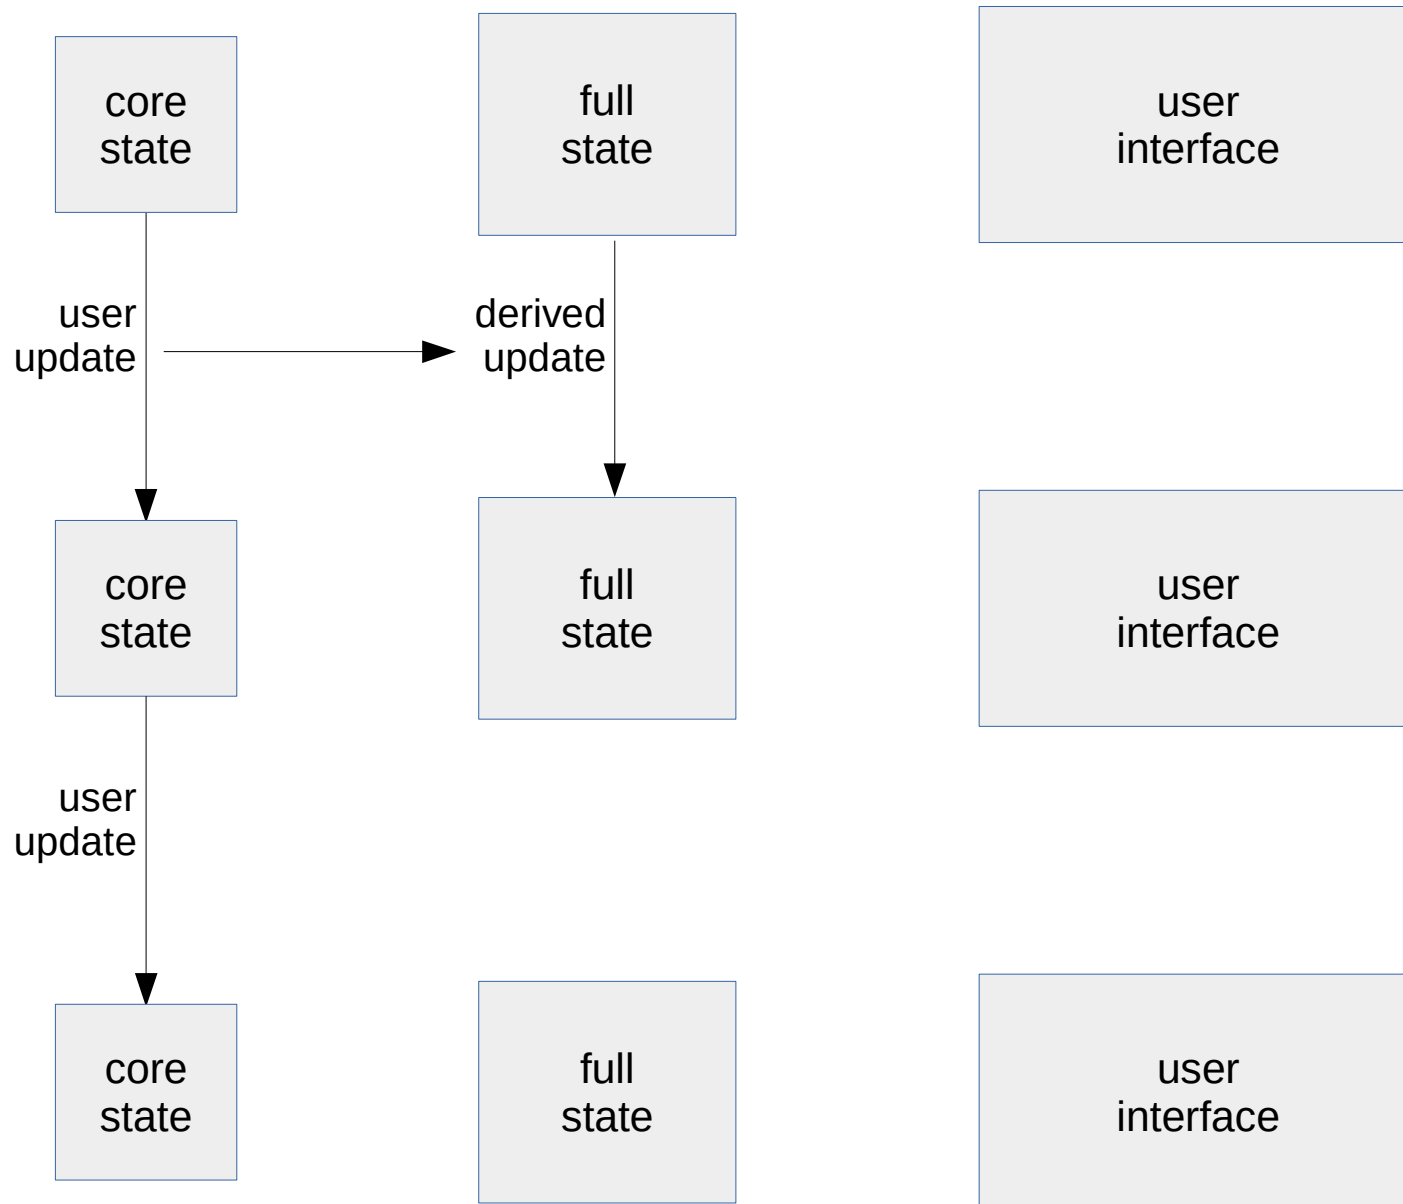 core
state
full
state
user
interface
user
update
derived
update
core
state
full
state
user
interface
user
update
core
state
full
state
user
interface